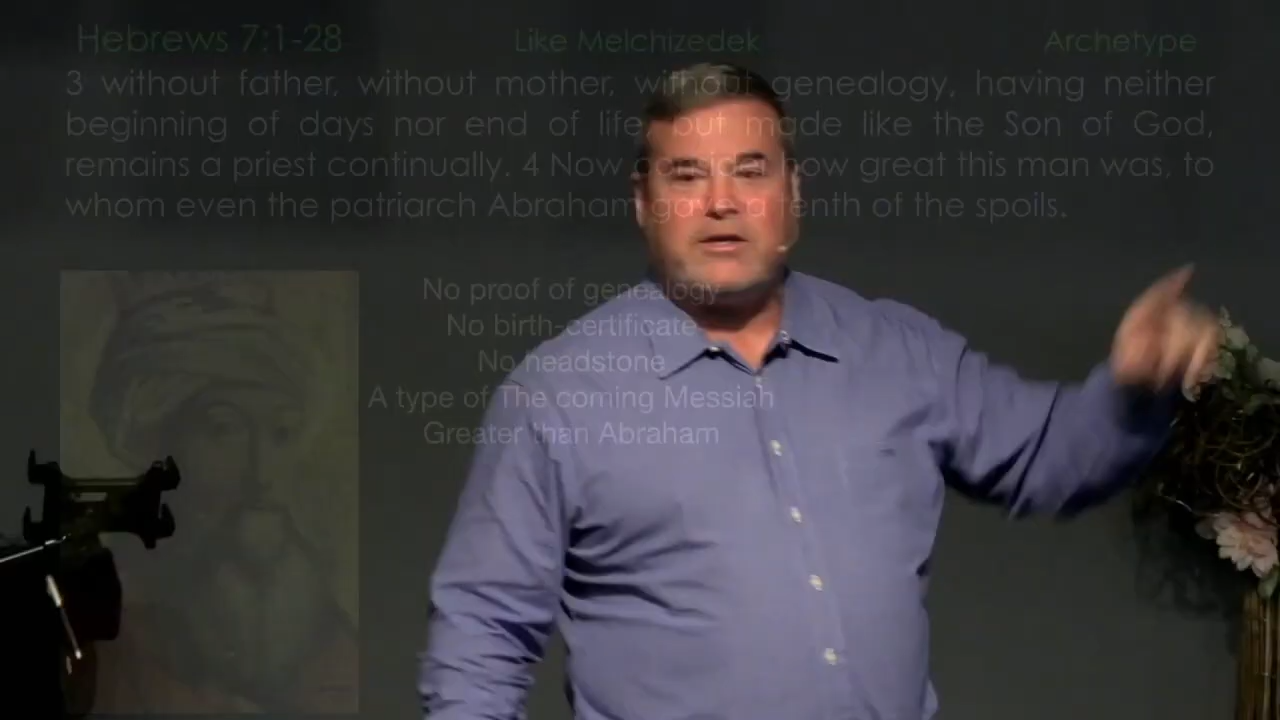 Hebrews 7:1-28 Like Melchizedek Archetype
3 without father, without mother, without genealogy, having neither
beginning of days nor end of life made like the Son of God,
remains a priest continually. 4 Now how great this man was, to
whom even the patriarch Abraham tenth of the spoils.
No proof of genealogy
No birth-certificate
No headstone
A type of The coming Messiah
Greater than Abraham